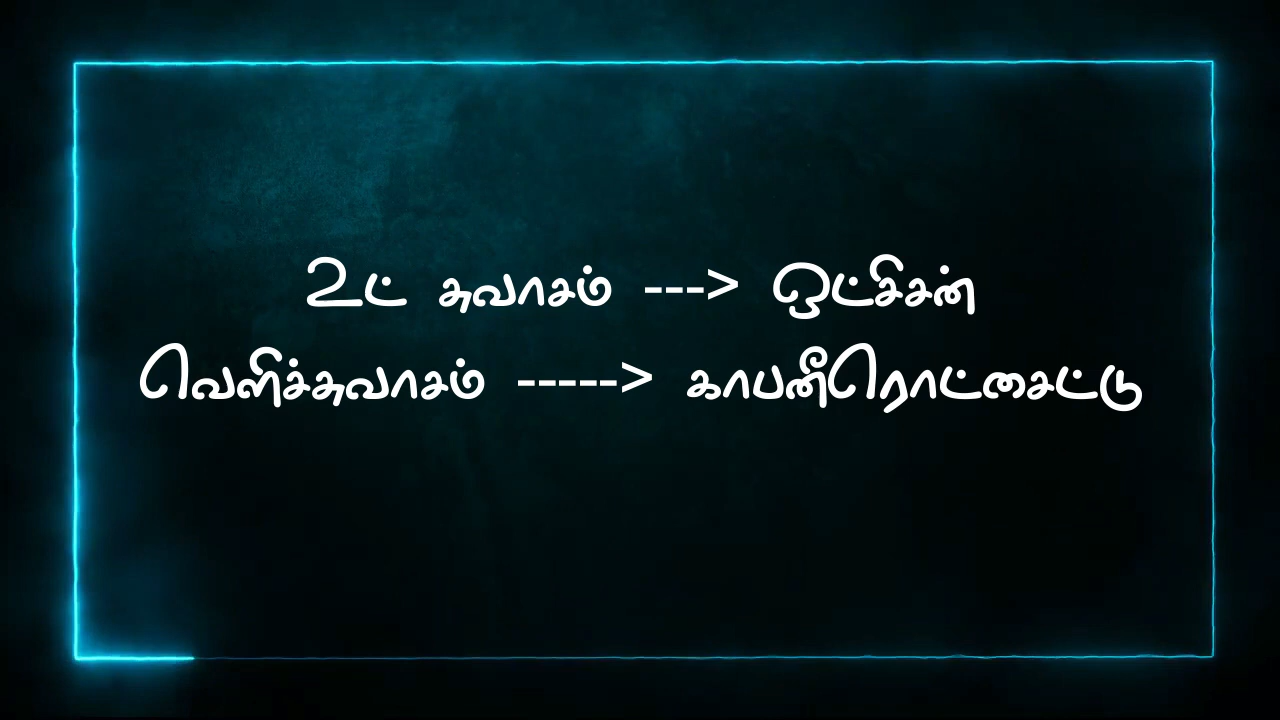 உட் சுவாசம் ---> ஒட்சிசன்
வெளிச்சுவாசம் -----> காபனீரொட்சைட்டு